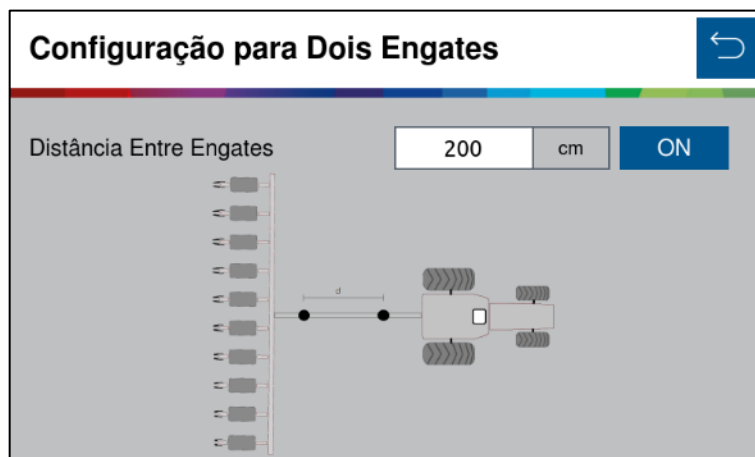 Configuração para Dois Engates
Distância Entre Engates 200 cm ON
d